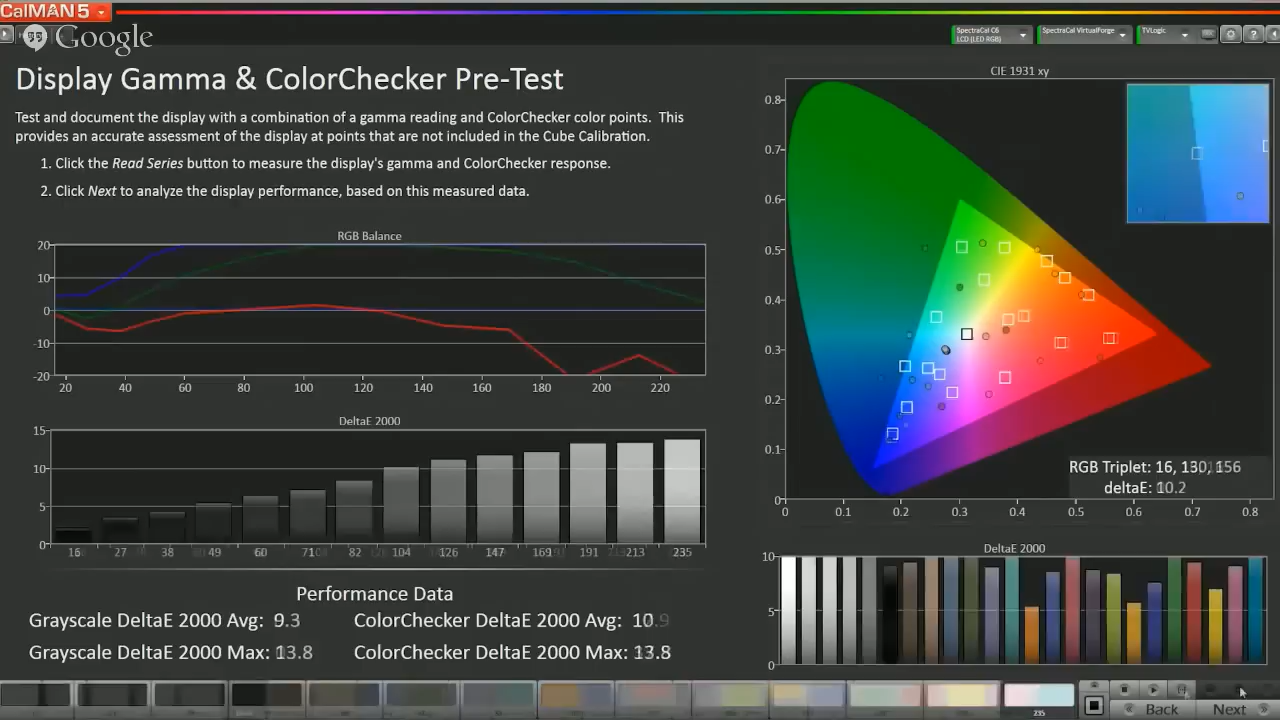 CalMAN 5
Google
SpectraCal C6
LCD (LED RGB)
SpectraCal VirtualForge
TVLogic
Display Gamma & ColorChecker Pre-Test
Test and document the display with a combination of a gamma reading and ColorChecker color points. This
provides an accurate assessment of the display at points that are not included in the Cube Calibration.
1. Click the Read Series button to measure the display's gamma and ColorChecker response.
2. Click Next to analyze the display performance, based on this measured data.
RGB Balance
20
10
0
-10
-20
20 40 60 80 100 120 140 160 180 200 220
DeltaE 2000
15
10
5
0
16 27 38 49 60 71 82 104 126 147 169 191 213 235
Performance Data
Grayscale DeltaE 2000 Avg: 9.3
ColorChecker DeltaE 2000 Avg: 10.9
Grayscale DeltaE 2000 Max: 13.8
ColorChecker DeltaE 2000 Max: 13.8
CIE 1931 xy
0.8
0.7
0.6
0.5
0.4
0.3
0.2
0.1
0
0 0.1 0.2 0.3 0.4 0.5 0.6 0.7 0.8
RGB Triplet: 16, 130, 156
deltaE: 10.2
DeltaE 2000
10
5
0
235
Back
Next